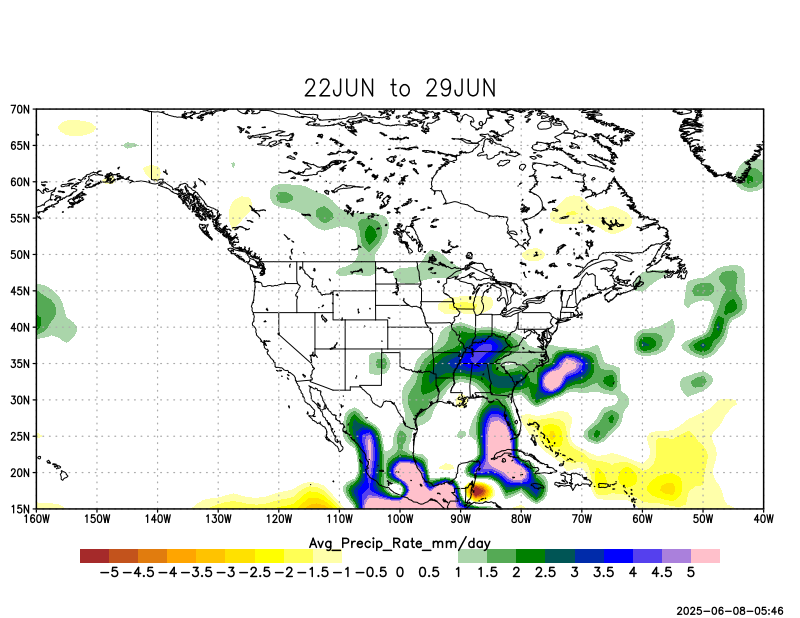 22JUN to 29JUN
70N
65N
60N
55N
50N
45N
40N
35N
30N
25N
20N
15N
160W 150W 140W 130W 120W 110W 100W 90W 80W 70W 60W 50W 40W
Avg_Precip_Rate_mm/day
−5 −4.5 −4 −3.5 −3 −2.5 −2 −1.5 −1 −0.5 0 0.5 1 1.5 2 2.5 3 3.5 4 4.5 5
2025-06-08-05:46